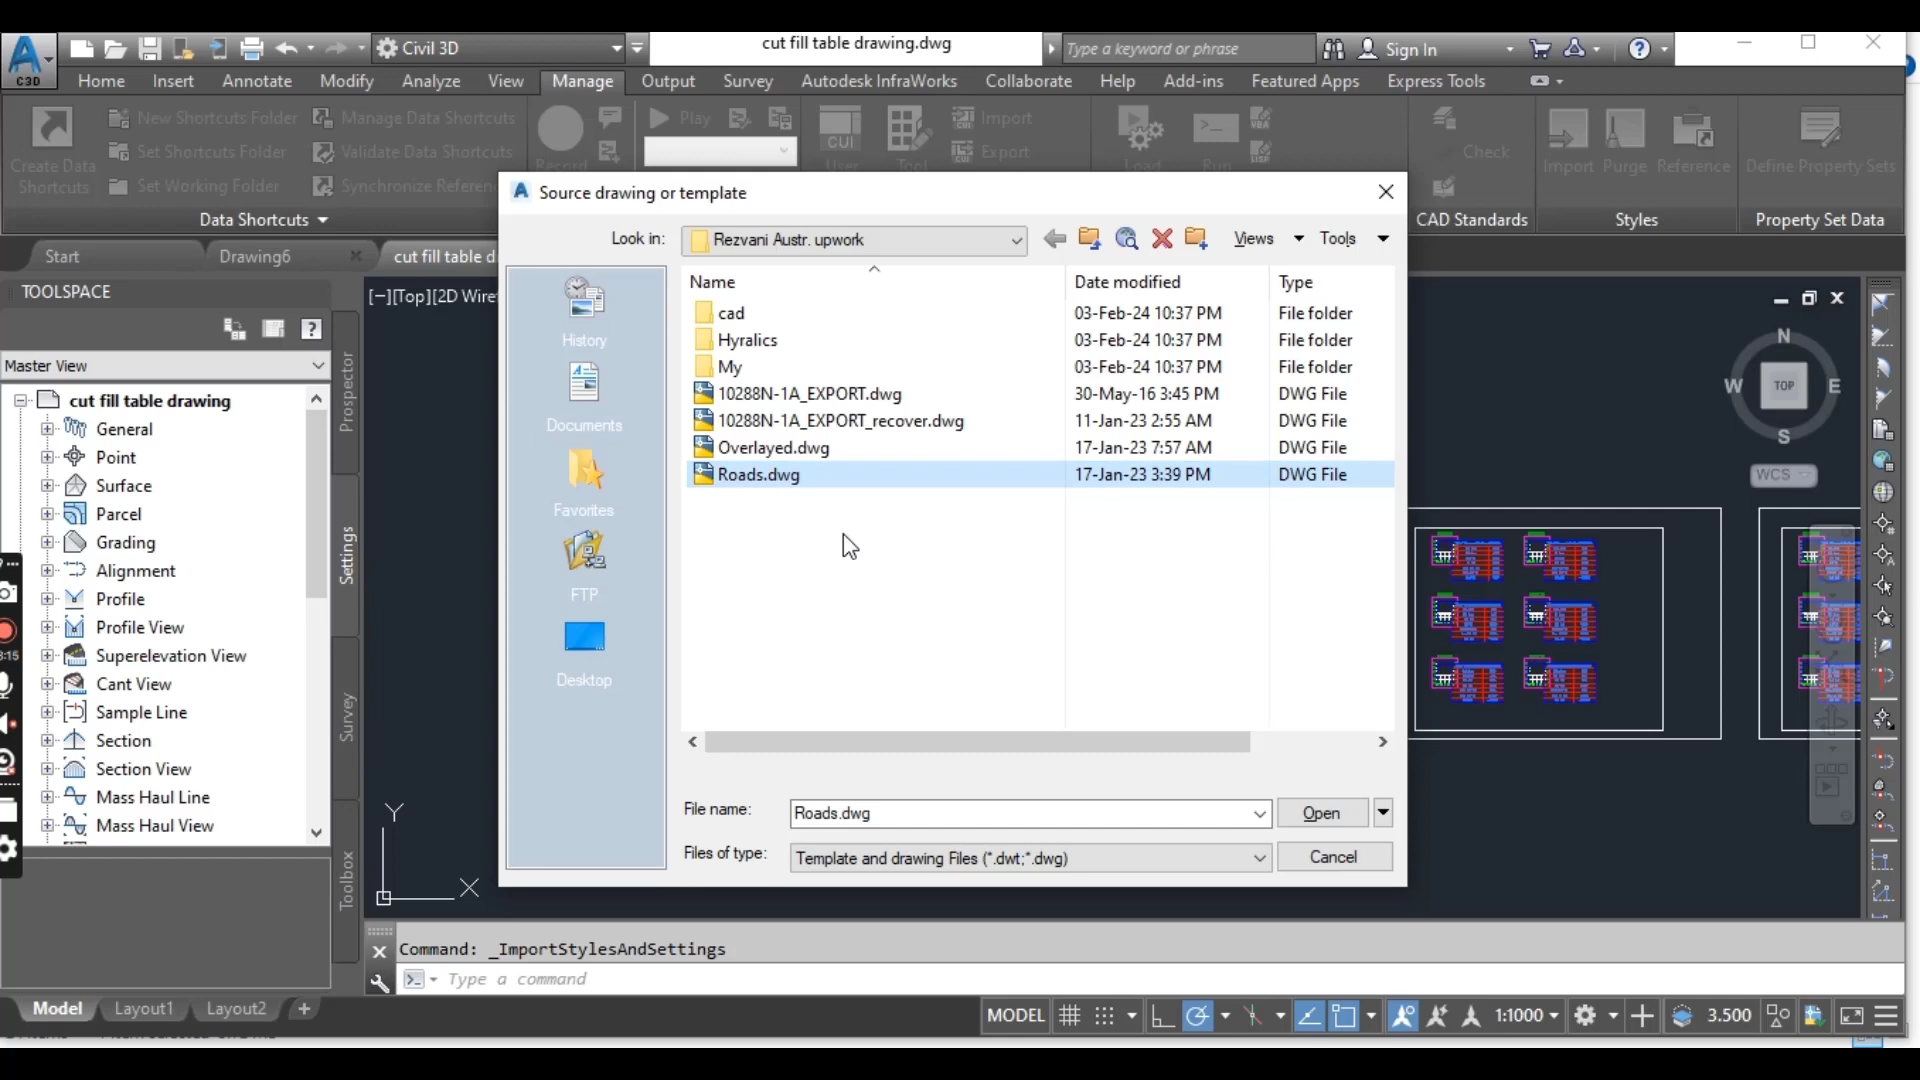 C3D
Civil 3D
cut fill table drawing.dwg
Type a keyword or phrase
Sign In
Home Insert Annotate Modify Analyze View Manage Output Survey Autodesk InfraWorks Collaborate Help Add-ins Featured Apps Express Tools
Create Data Shortcuts
New Shortcuts Folder
Set Shortcuts Folder
Set Working Folder
Manage Data Shortcuts
Validate Data Shortcuts
Data Shortcuts
Record
Play
CUI
User
Tool
Import
Export
Load
Run
Check
CAD Standards
Import Purge Reference
Styles
Define Property Sets
Property Set Data
Start
Drawing6
cut fill table d
TOOLSPACE
Master View
cut fill table drawing
General
Point
Surface
Parcel
Grading
Alignment
Profile
Profile View
Superelevation View
Cant View
Sample Line
Section
Section View
Mass Haul Line
Mass Haul View
Prospector
Settings
Survey
Toolbox
[−][Top][2D Wiref
Source drawing or template
Look in:
Rezvani Austr. upwork
Views
Tools
History
Documents
Favorites
FTP
Desktop
Name Date modified Type
cad 03-Feb-24 10:37 PM File folder
Hyralics 03-Feb-24 10:37 PM File folder
My 03-Feb-24 10:37 PM File folder
10288N-1A_EXPORT.dwg 30-May-16 3:45 PM DWG File
10288N-1A_EXPORT_recover.dwg 11-Jan-23 2:55 AM DWG File
Overlayed.dwg 17-Jan-23 7:57 AM DWG File
Roads.dwg 17-Jan-23 3:39 PM DWG File
File name:
Roads.dwg
Open
Files of type:
Template and drawing Files (*.dwt;*.dwg)
Cancel
N
W TOP E
S
WCS
Y
X
Command: _ImportStylesAndSettings
Type a command
Model Layout1 Layout2
MODEL
1:1000
3.500